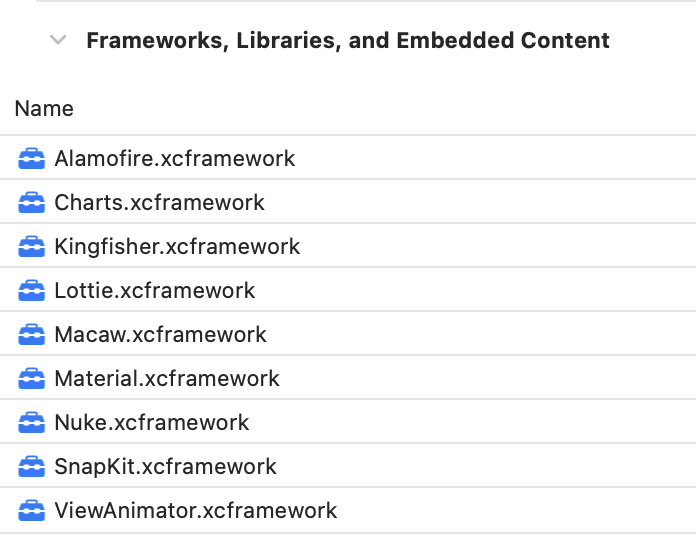 Frameworks, Libraries, and Embedded Content
Name
Alamofire.xcframework
Charts.xcframework
Kingfisher.xcframework
Lottie.xcframework
Macaw.xcframework
Material.xcframework
Nuke.xcframework
SnapKit.xcframework
ViewAnimator.xcframework